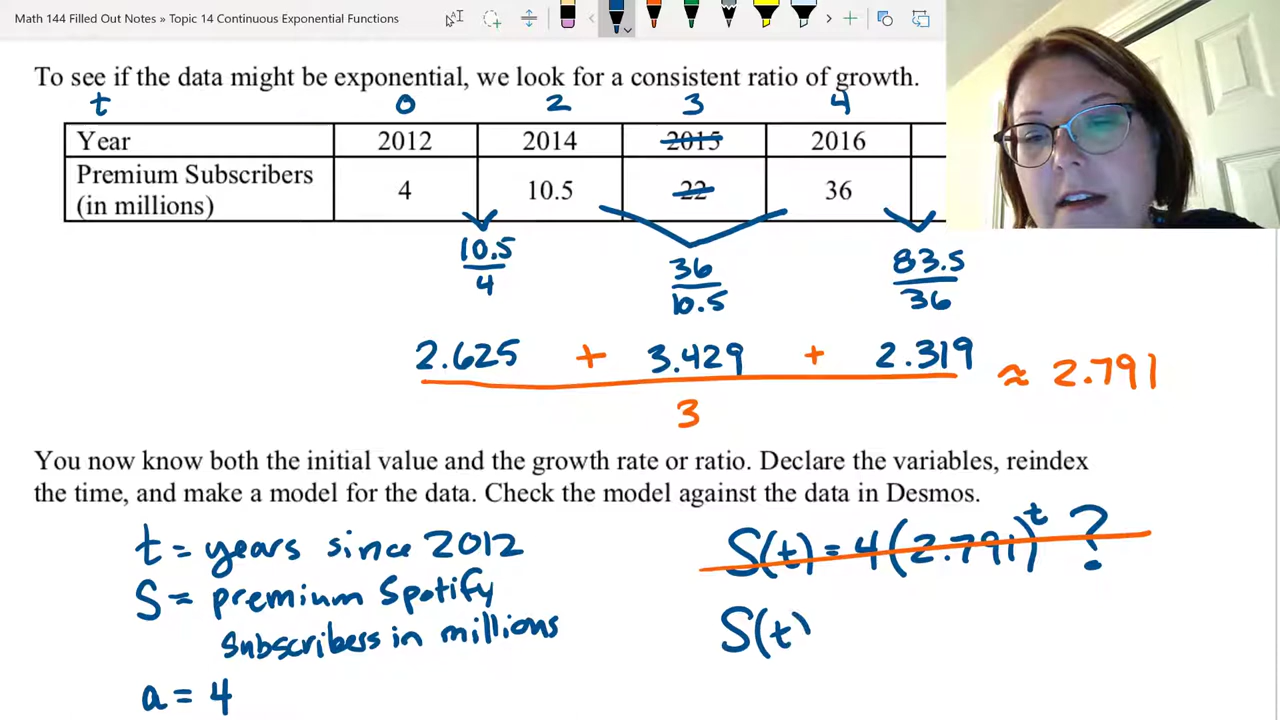 Math 144 Filled Out Notes » Topic 14 Continuous Exponential Functions
To see if the data might be exponential, we look for a consistent ratio of growth.
t 0 2 3 4
Year 2012 2014 2015 2016
Premium Subscribers
(in millions) 4 10.5 22 36
10.5/4 36/10.5 83.5/36
2.625 + 3.429 + 2.319 ≈ 2.791
3
You now know both the initial value and the growth rate or ratio. Declare the variables, reindex
the time, and make a model for the data. Check the model against the data in Desmos.
t = years since 2012 S(t) = 4(2.791)^t ?
S = premium Spotify
subscribers in millions S(t)
a = 4